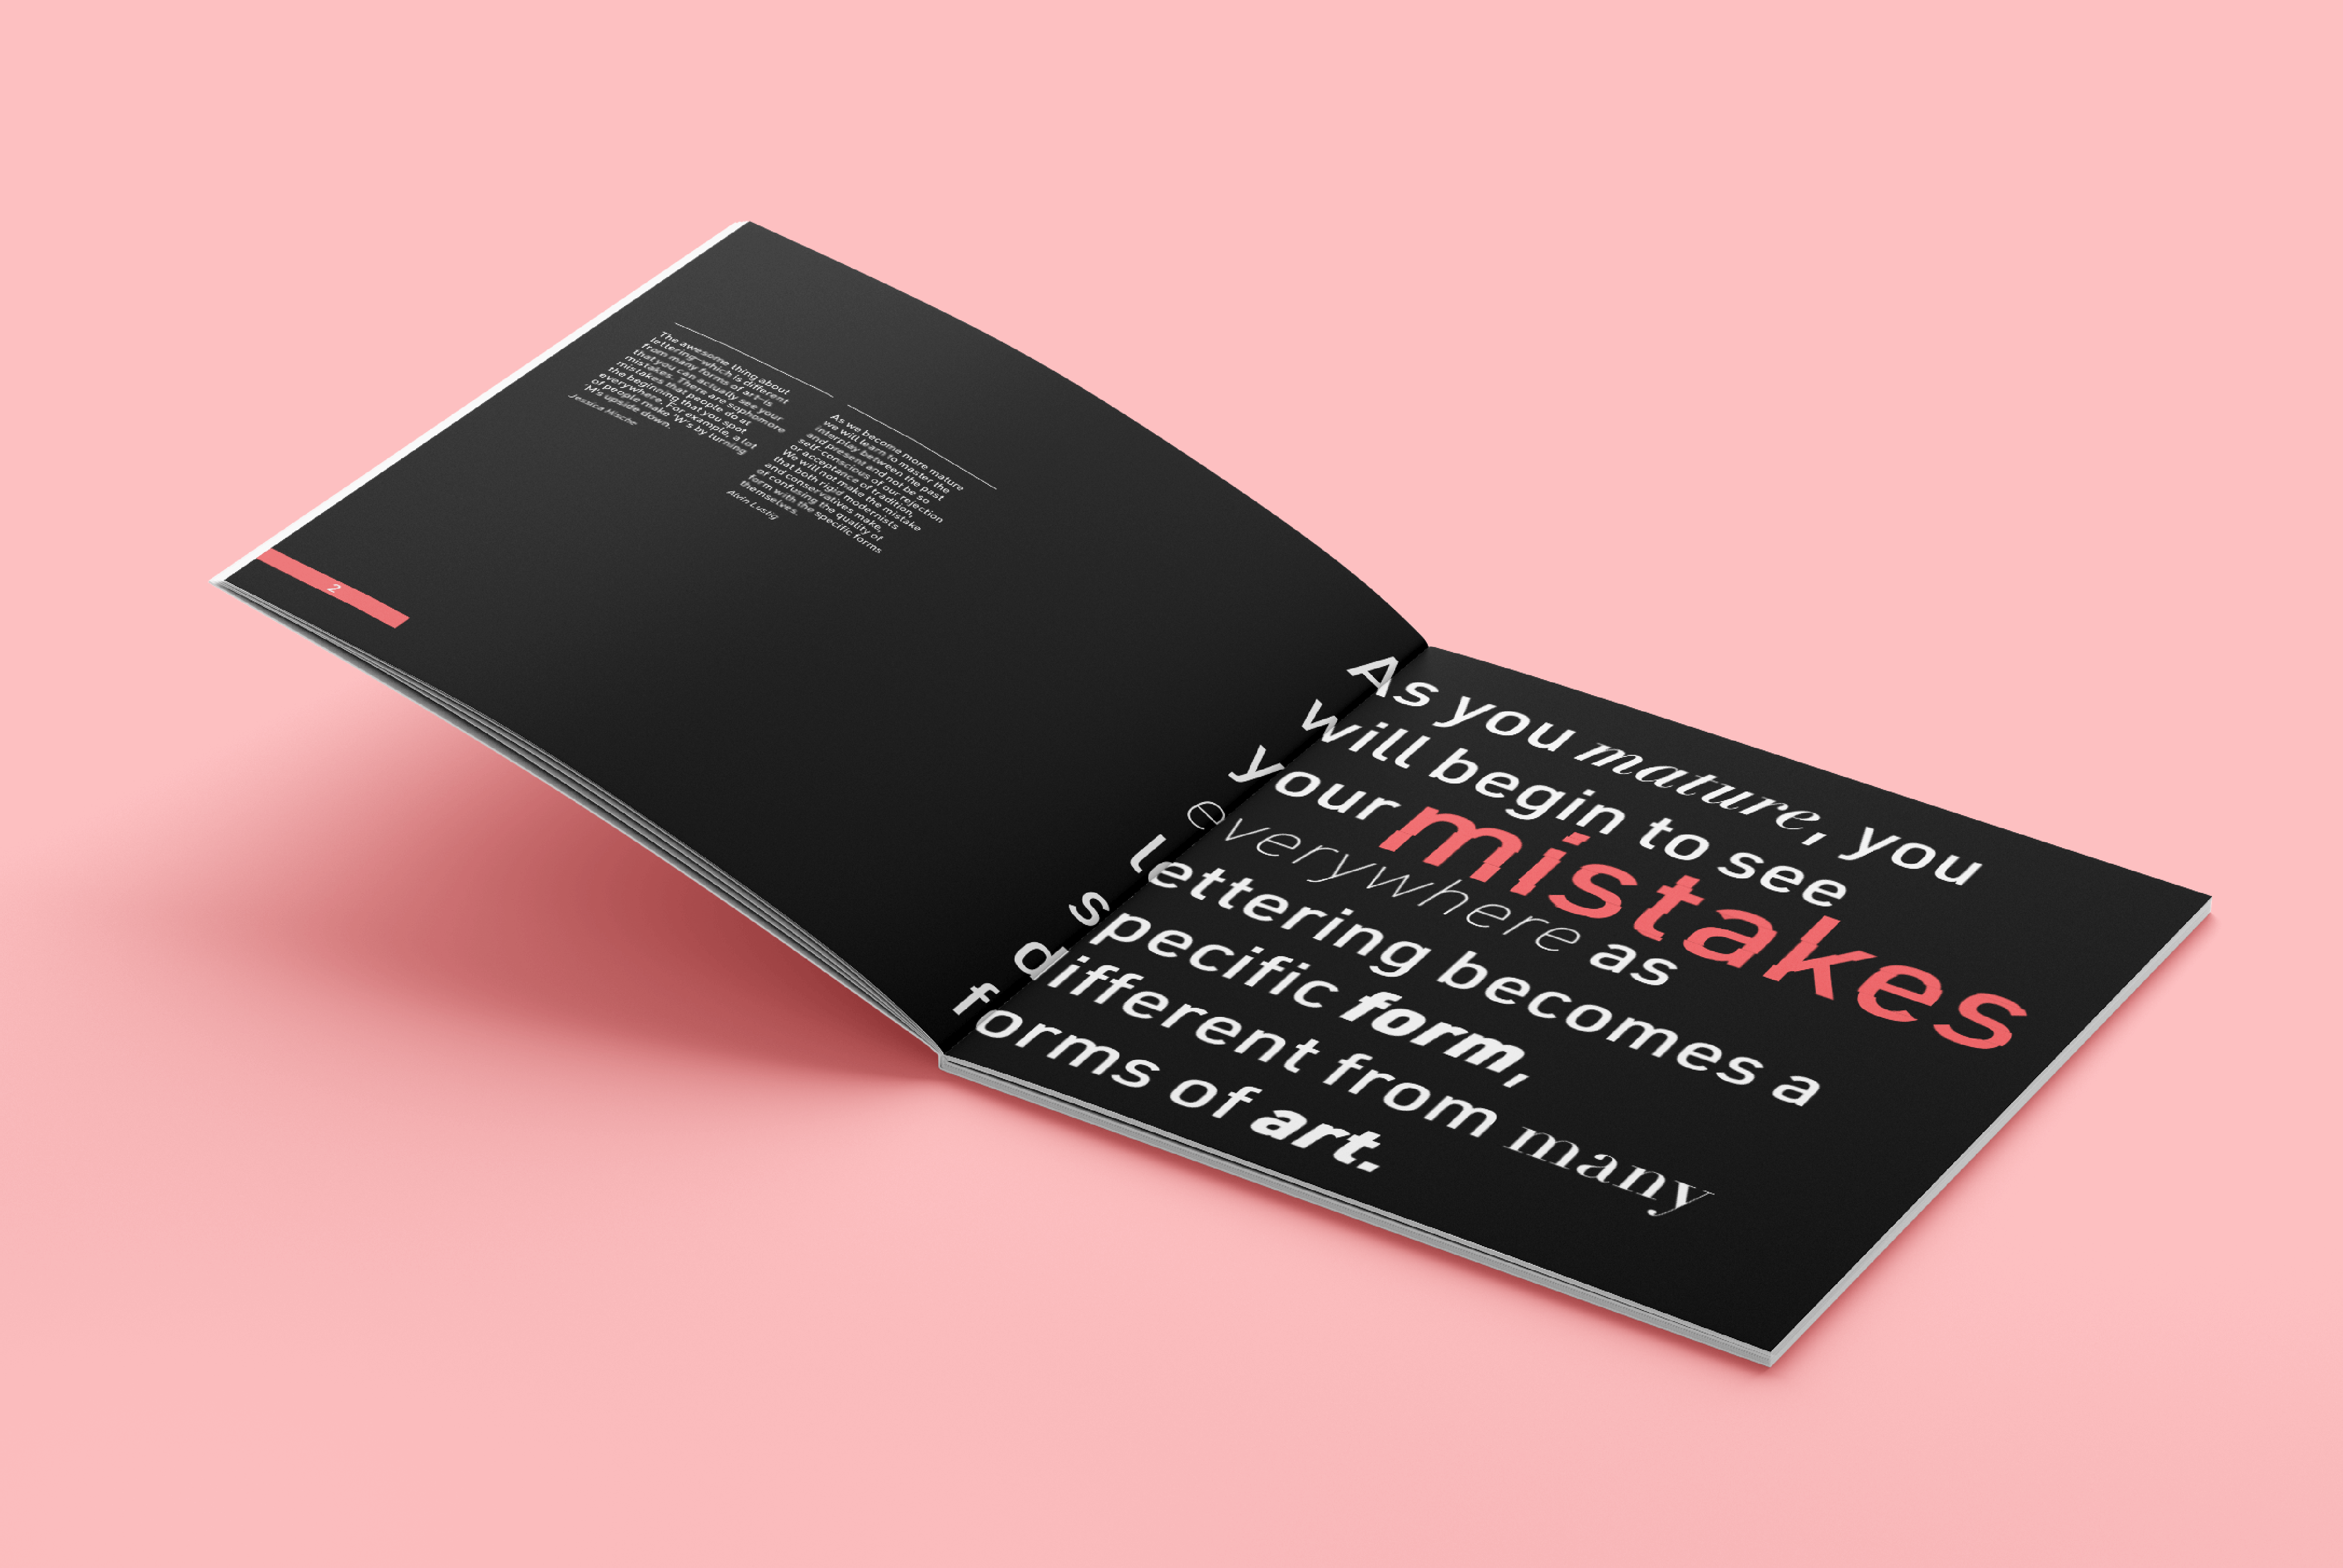 The awesome thing about
lettering—which is different
from many forms of art—is
that you can actually see your
mistakes. There are sophomore
mistakes that people do at
the beginning that you spot
everywhere. For example, a lot
of people make 'W's by turning
'M's upside down.
Jessica Hische
As we become more mature
we will learn to master the
interplay between the past
and present and not be so
self-conscious of our rejection
or acceptance of tradition.
We will not make the mistake
that both rigid modernists
and conservatives make,
of confusing the quality of
form with the specific forms
themselves.
Alvin Lustig
2
As you mature, you
will begin to see
your mistakes
everywhere as
lettering becomes a
specific form,
different from many
forms of art.